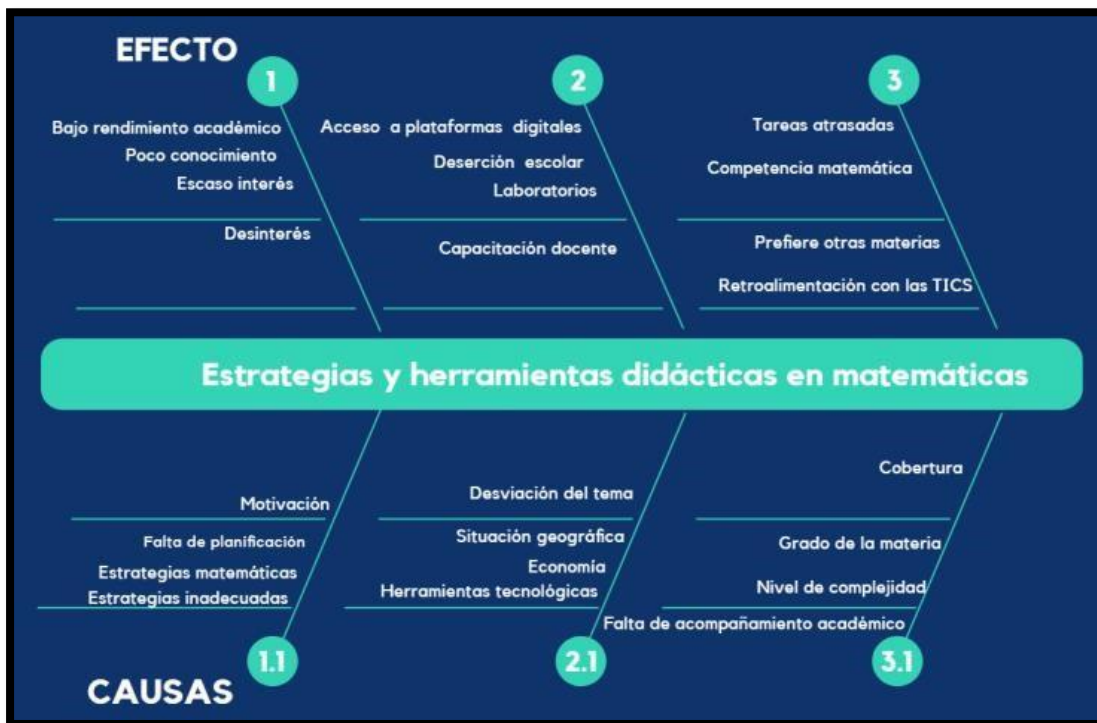 EFECTO
1
2
3
Bajo rendimiento académico
Poco conocimiento
Escaso interés
Desinterés
Acceso a plataformas digitales
Deserción escolar
Laboratorios
Capacitación docente
Tareas atrasadas
Competencia matemática
Prefiere otras materias
Retroalimentación con las TICS
Estrategias y herramientas didácticas en matemáticas
Motivación
Falta de planificación
Estrategias matemáticas
Estrategias inadecuadas
Desviación del tema
Situación geográfica
Economía
Herramientas tecnológicas
Cobertura
Grado de la materia
Nivel de complejidad
Falta de acompañamiento académico
1.1
2.1
3.1
CAUSAS